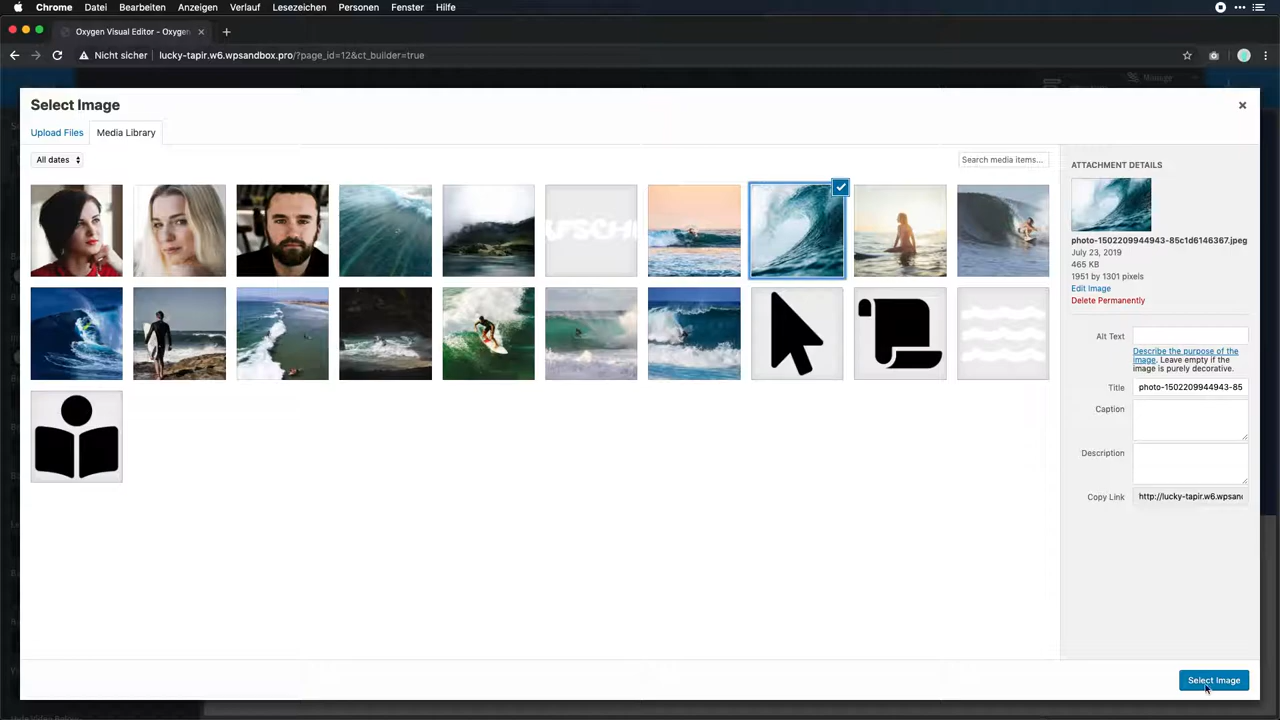 Chrome Datei Bearbeiten Anzeigen Verlauf Lesezeichen Personen Fenster Hilfe
Oxygen Visual Editor - Oxygen
Nicht sicher lucky-tapir.w6.wpsandbox.pro/?page_id=12&ct_builder=true
Manage
Select Image
Upload Files Media Library
All dates
Search media items...
ATTACHMENT DETAILS
photo-1502209944943-85c1d6146367.jpeg
July 23, 2019
465 KB
1951 by 1301 pixels
Edit Image
Delete Permanently
Alt Text
Describe the purpose of the
image. Leave empty if the
image is purely decorative.
Title photo-1502209944943-85
Caption
Description
Copy Link http://lucky-tapir.w6.wpsan
Select Image